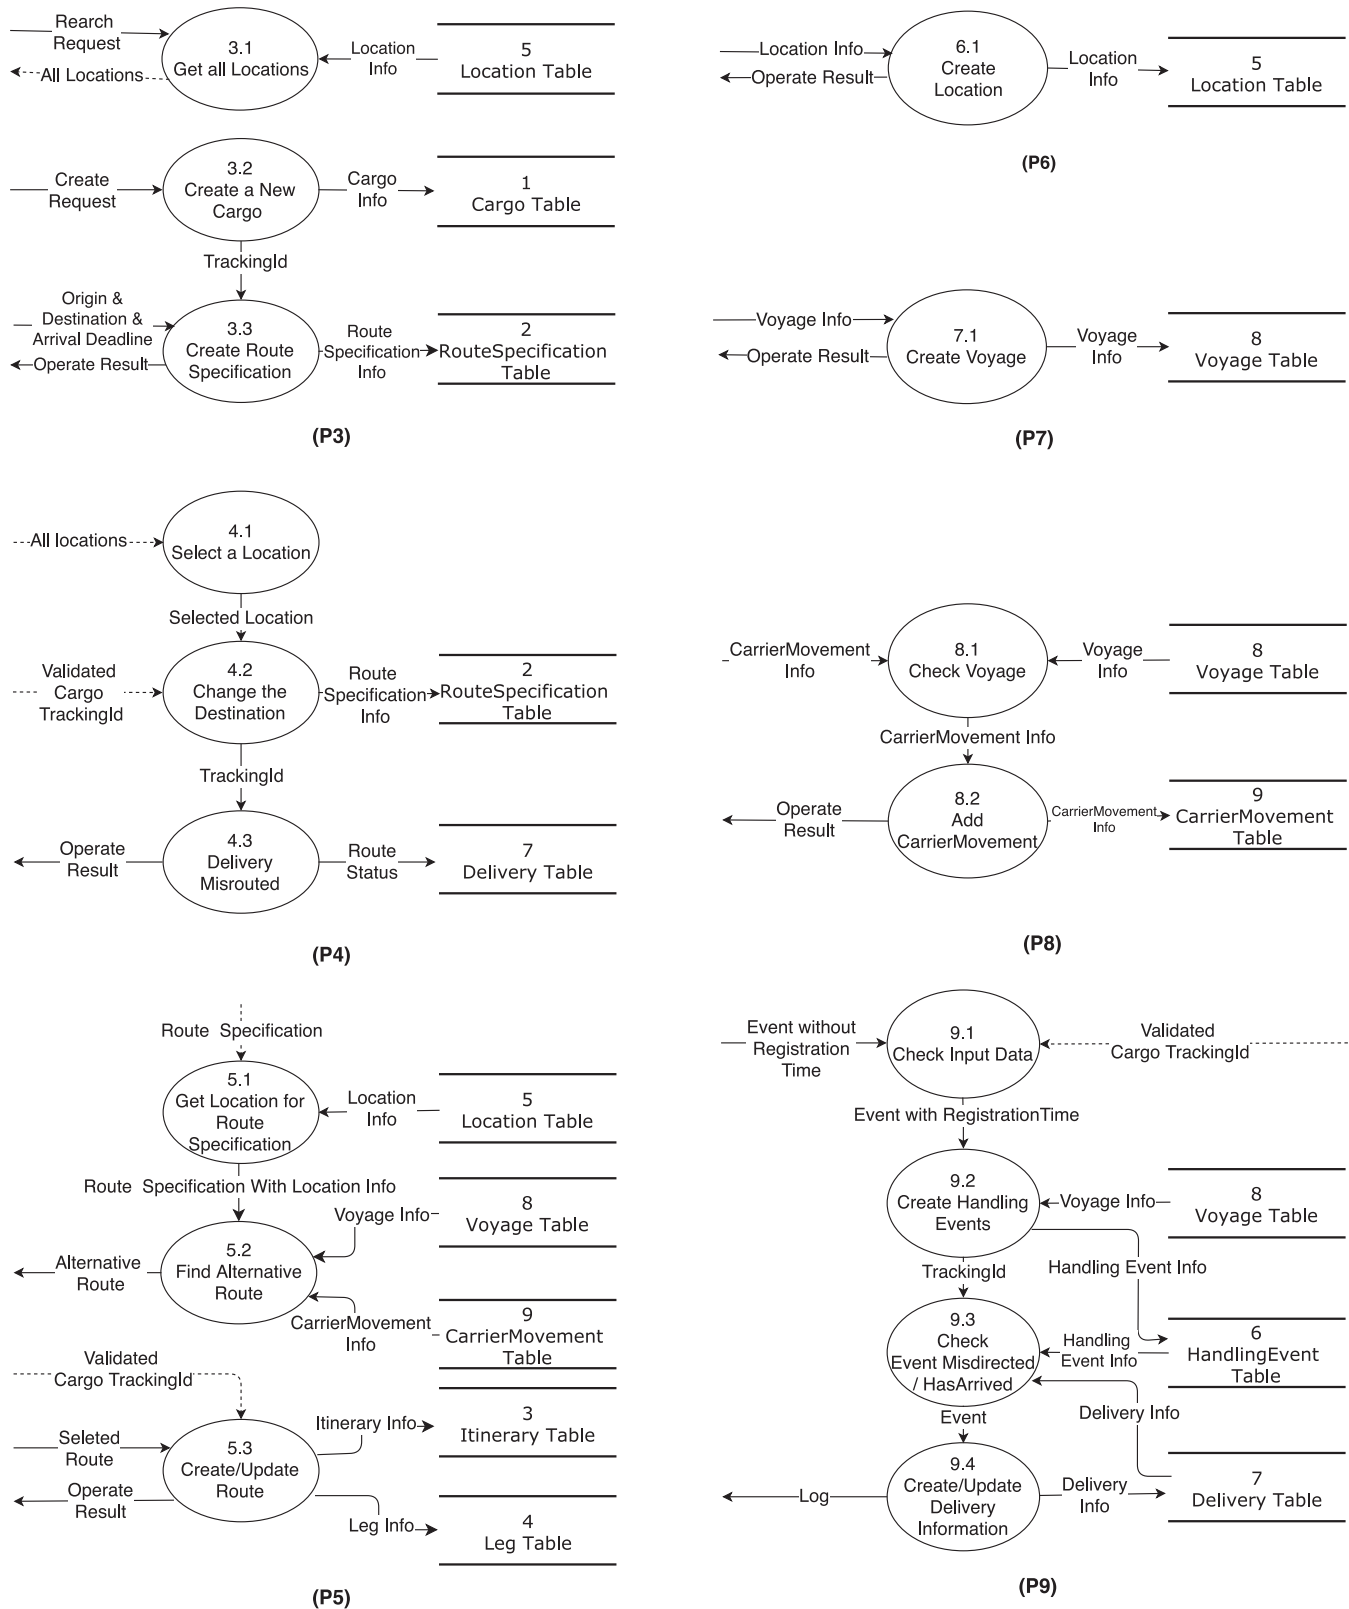 Rearch
Request
All Locations
3.1
Get all Locations
Location
Info
5
Location Table
Create
Request
3.2
Create a New
Cargo
Cargo
Info
1
Cargo Table
TrackingId
Origin &
Destination &
Arrival Deadline
Operate Result
3.3
Create Route
Specification
Route
Specification
Info
2
RouteSpecification
Table
(P3)
All locations
4.1
Select a Location
Selected Location
Validated
Cargo
TrackingId
4.2
Change the
Destination
Route
Specification
Info
2
RouteSpecification
Table
TrackingId
Operate
Result
4.3
Delivery
Misrouted
Route
Status
7
Delivery Table
(P4)
Route Specification
5.1
Get Location for
Route
Specification
Location
Info
5
Location Table
Route Specification With Location Info
Voyage Info
8
Voyage Table
Alternative
Route
5.2
Find Alternative
Route
CarrierMovement
Info
9
CarrierMovement
Table
Validated
Cargo TrackingId
Seleted
Route
Operate
Result
5.3
Create/Update
Route
Itinerary Info
3
Itinerary Table
Leg Info
4
Leg Table
(P5)
Location Info
Operate Result
6.1
Create
Location
Location
Info
5
Location Table
(P6)
Voyage Info
Operate Result
7.1
Create Voyage
Voyage
Info
8
Voyage Table
(P7)
CarrierMovement
Info
8.1
Check Voyage
Voyage
Info
8
Voyage Table
CarrierMovement Info
Operate
Result
8.2
Add
CarrierMovement
CarrierMovement
Info
9
CarrierMovement
Table
(P8)
Event without
Registration
Time
9.1
Check Input Data
Validated
Cargo TrackingId
Event with RegistrationTime
9.2
Create Handling
Events
Voyage Info
8
Voyage Table
TrackingId
Handling Event Info
9.3
Check
Event Misdirected
/ HasArrived
Handling
Event Info
6
HandlingEvent
Table
Event
Delivery Info
Log
9.4
Create/Update
Delivery
Information
Delivery
Info
7
Delivery Table
(P9)